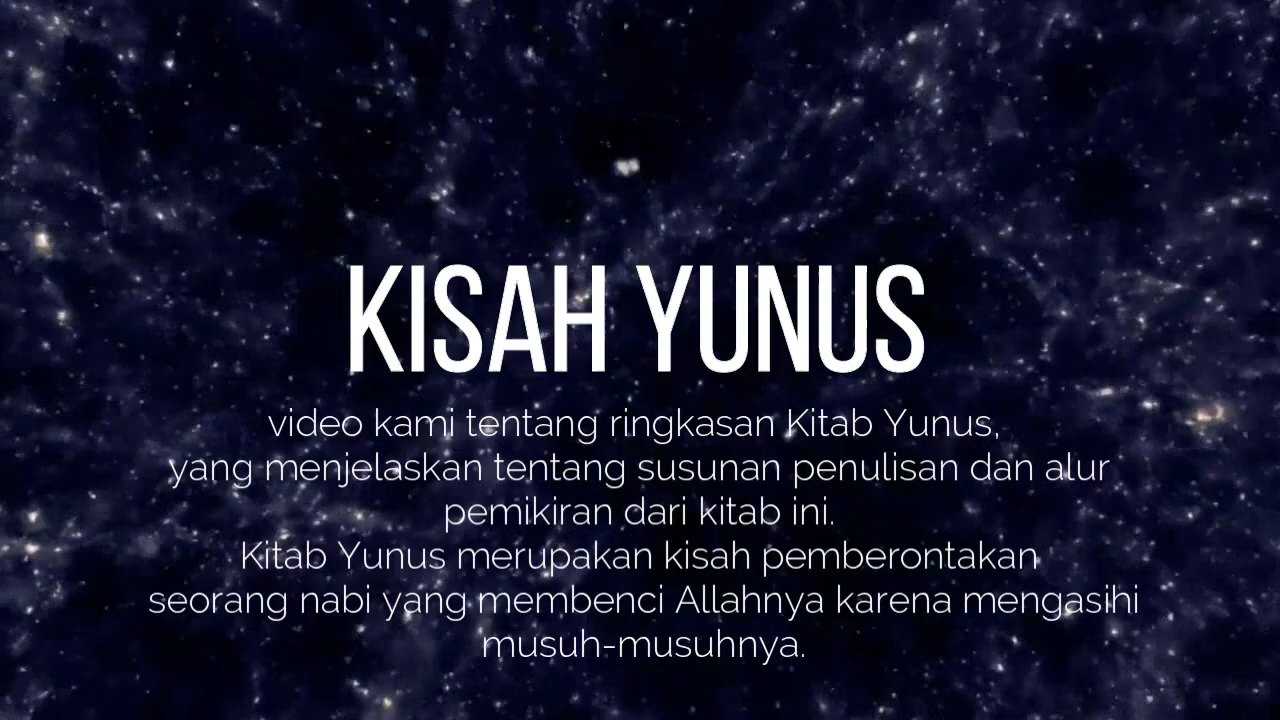 KISAH YUNUS
video kami tentang ringkasan Kitab Yunus,
yang menjelaskan tentang susunan penulisan dan alur
pemikiran dari kitab ini.
Kitab Yunus merupakan kisah pemberontakan
seorang nabi yang membenci Allahnya karena mengasihi
musuh-musuhnya.